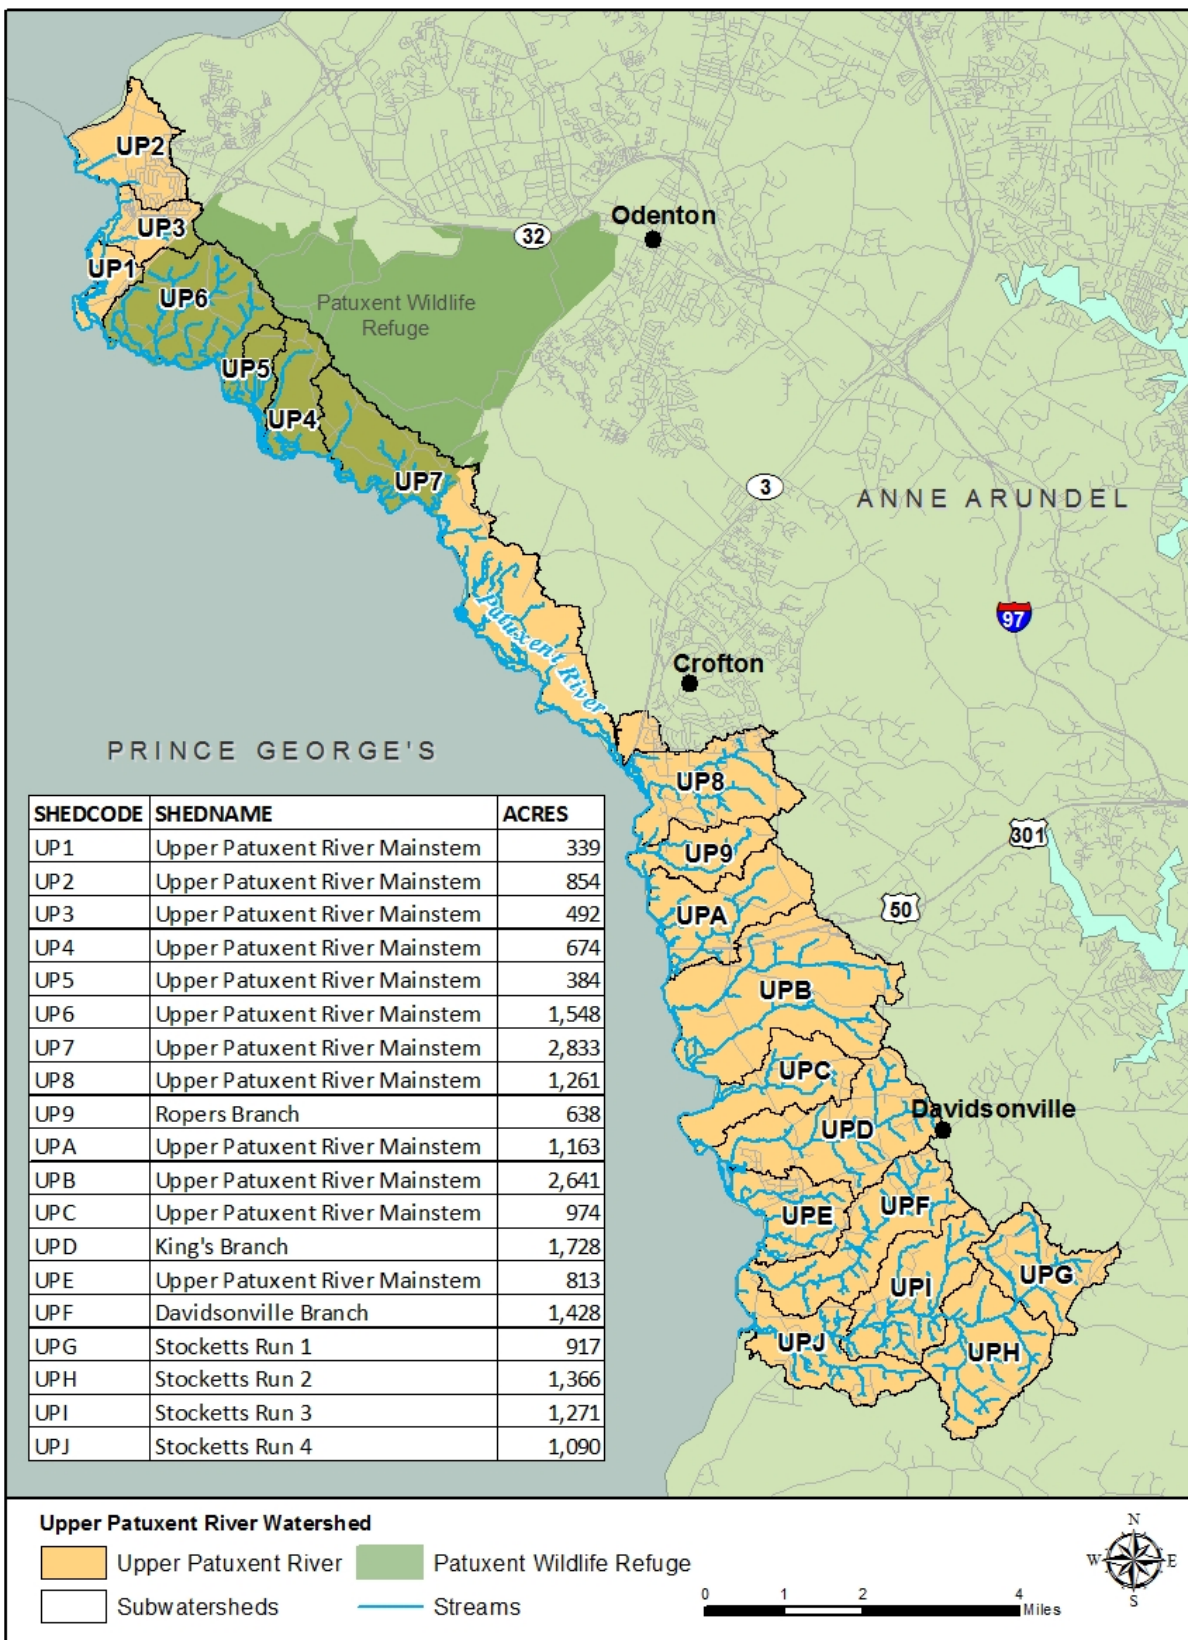 UP2
UP3
UP1
UP6
UP5
UP4
UP7
Patuxent Wildlife
Refuge
32
Odenton
3
ANNE ARUNDEL
97
Patuxent River
Crofton
PRINCE GEORGE'S
UP8
UP9
UPA
UPB
UPC
UPD
UPE
UPF
UPG
UPI
UPH
UPJ
301
50
Davidsonville
SHEDCODE SHEDNAME ACRES
UP1 Upper Patuxent River Mainstem 339
UP2 Upper Patuxent River Mainstem 854
UP3 Upper Patuxent River Mainstem 492
UP4 Upper Patuxent River Mainstem 674
UP5 Upper Patuxent River Mainstem 384
UP6 Upper Patuxent River Mainstem 1,548
UP7 Upper Patuxent River Mainstem 2,833
UP8 Upper Patuxent River Mainstem 1,261
UP9 Ropers Branch 638
UPA Upper Patuxent River Mainstem 1,163
UPB Upper Patuxent River Mainstem 2,641
UPC Upper Patuxent River Mainstem 974
UPD King's Branch 1,728
UPE Upper Patuxent River Mainstem 813
UPF Davidsonville Branch 1,428
UPG Stocketts Run 1 917
UPH Stocketts Run 2 1,366
UPI Stocketts Run 3 1,271
UPJ Stocketts Run 4 1,090
Upper Patuxent River Watershed
Upper Patuxent River
Patuxent Wildlife Refuge
Subwatersheds
Streams
0 1 2 4
Miles
N
W E
S